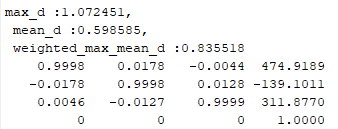 max_d :1.072451,
mean_d :0.598585,
weighted_max_mean_d :0.835518
0.9998 0.0178 -0.0044 474.9189
-0.0178 0.9998 0.0128 -139.1011
0.0046 -0.0127 0.9999 311.8770
0 0 0 1.0000